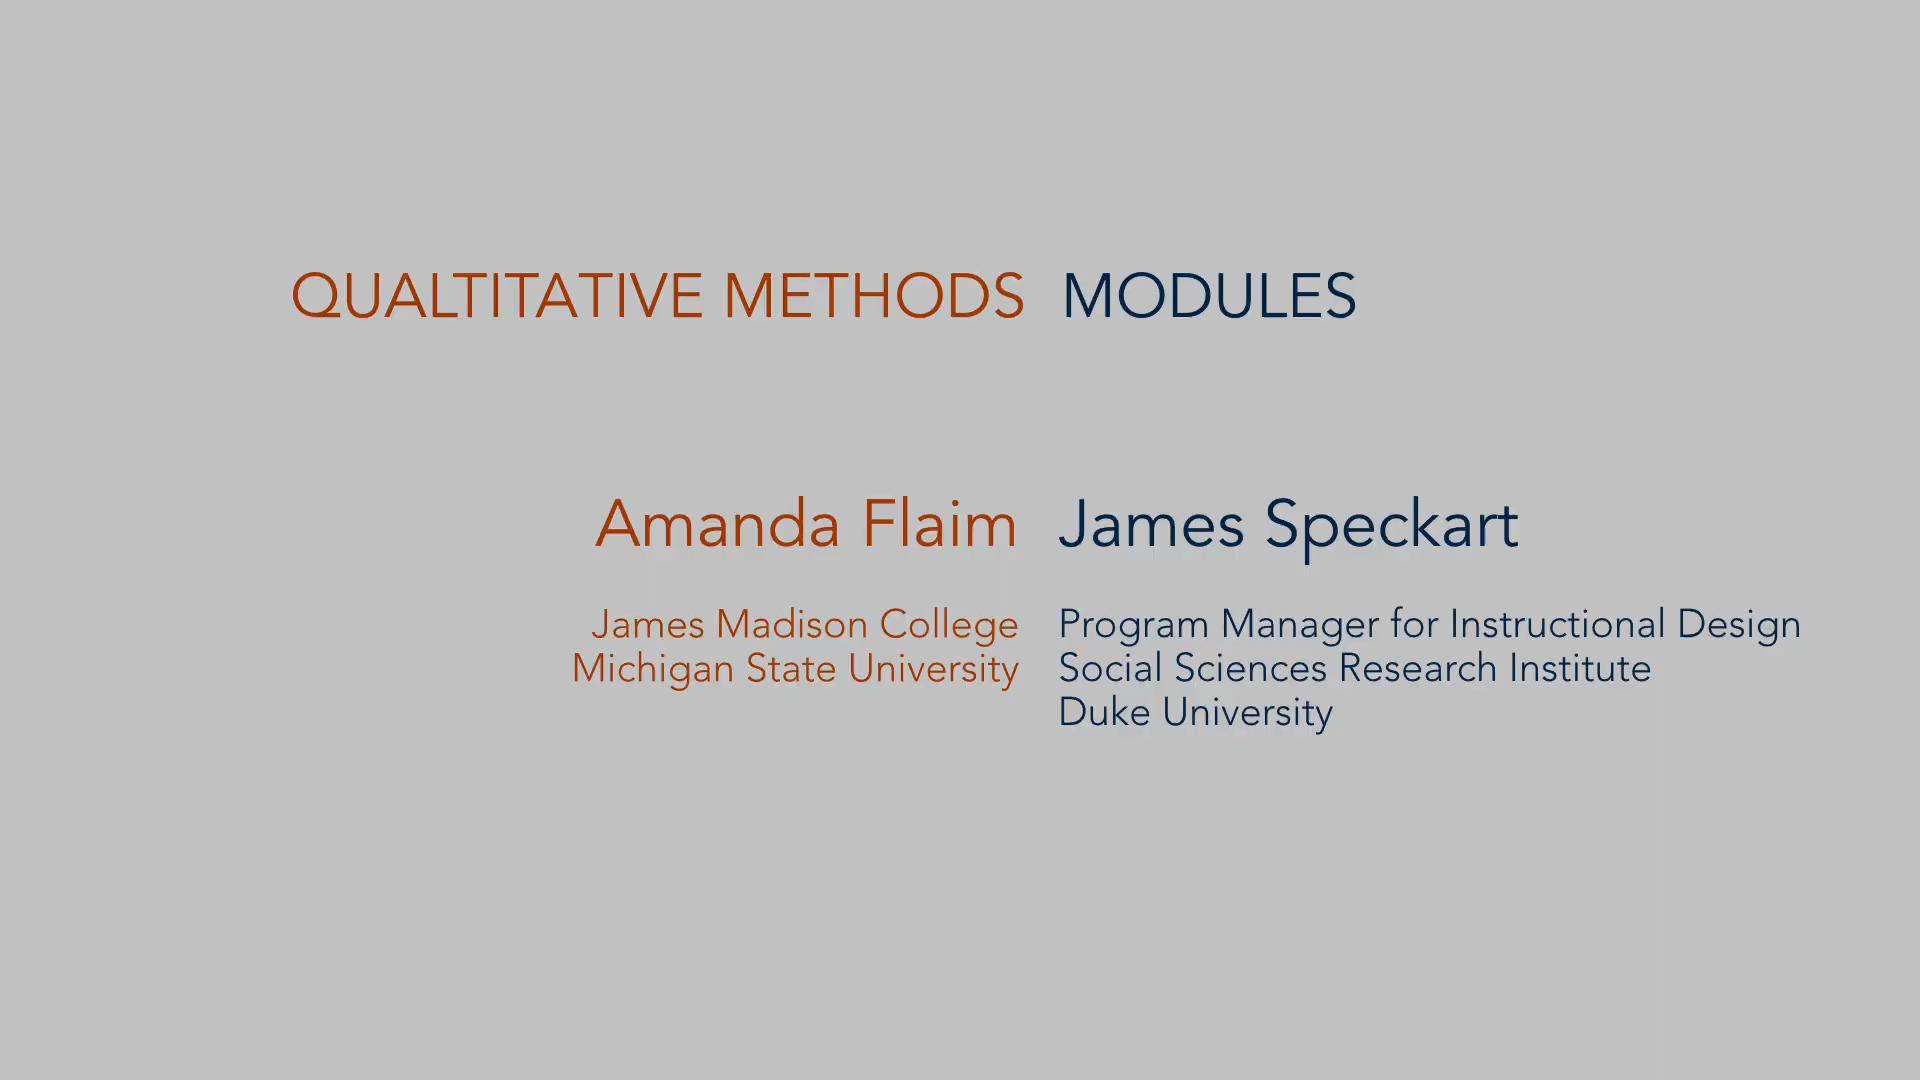 QUALTITATIVE METHODS MODULES
Amanda Flaim
James Madison College
Michigan State University
James Speckart
Program Manager for Instructional Design
Social Sciences Research Institute
Duke University